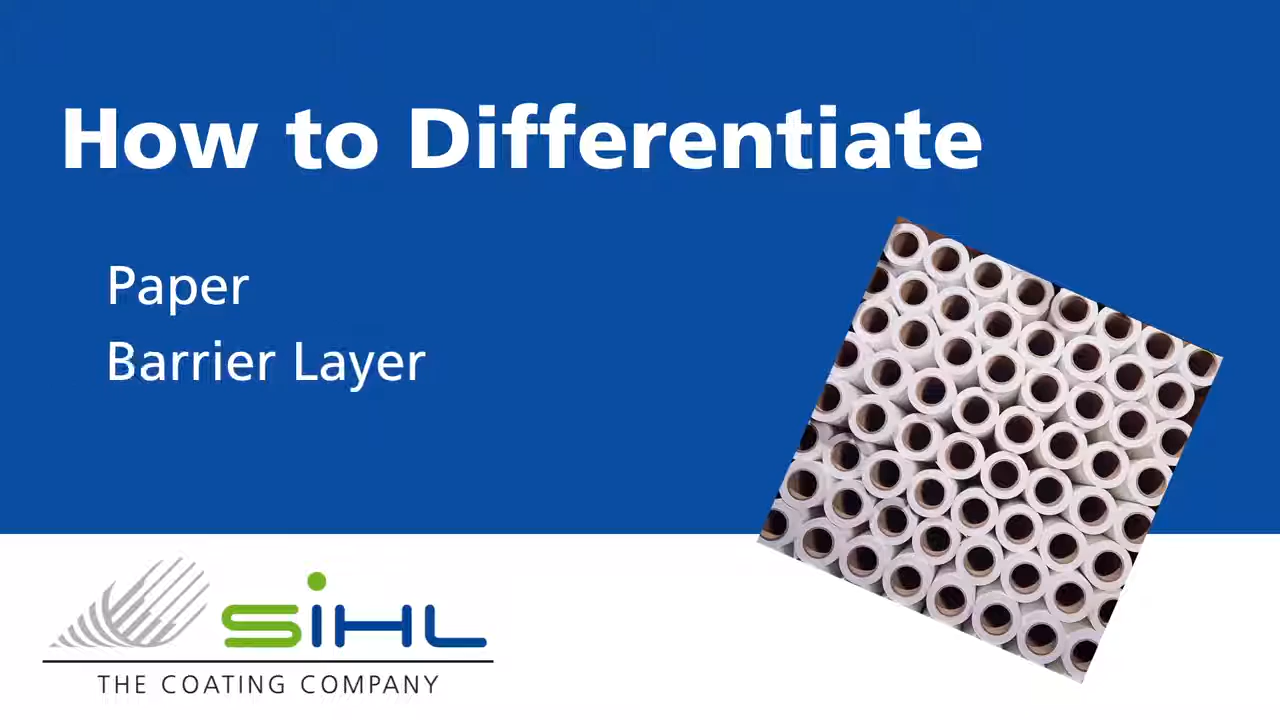 How to Differentiate
Paper
Barrier Layer
SiHL
THE COATING COMPANY